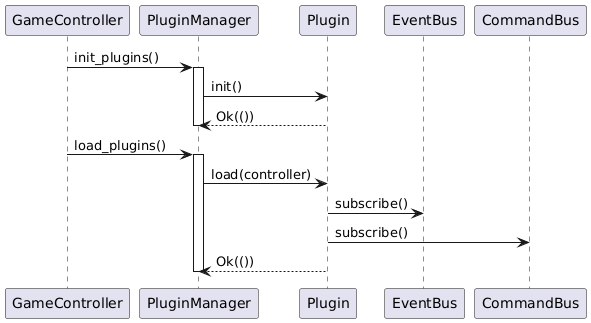 GameController PluginManager Plugin EventBus CommandBus
init_plugins()
init()
Ok(())
load_plugins()
load(controller)
subscribe()
subscribe()
Ok(())
GameController PluginManager Plugin EventBus CommandBus